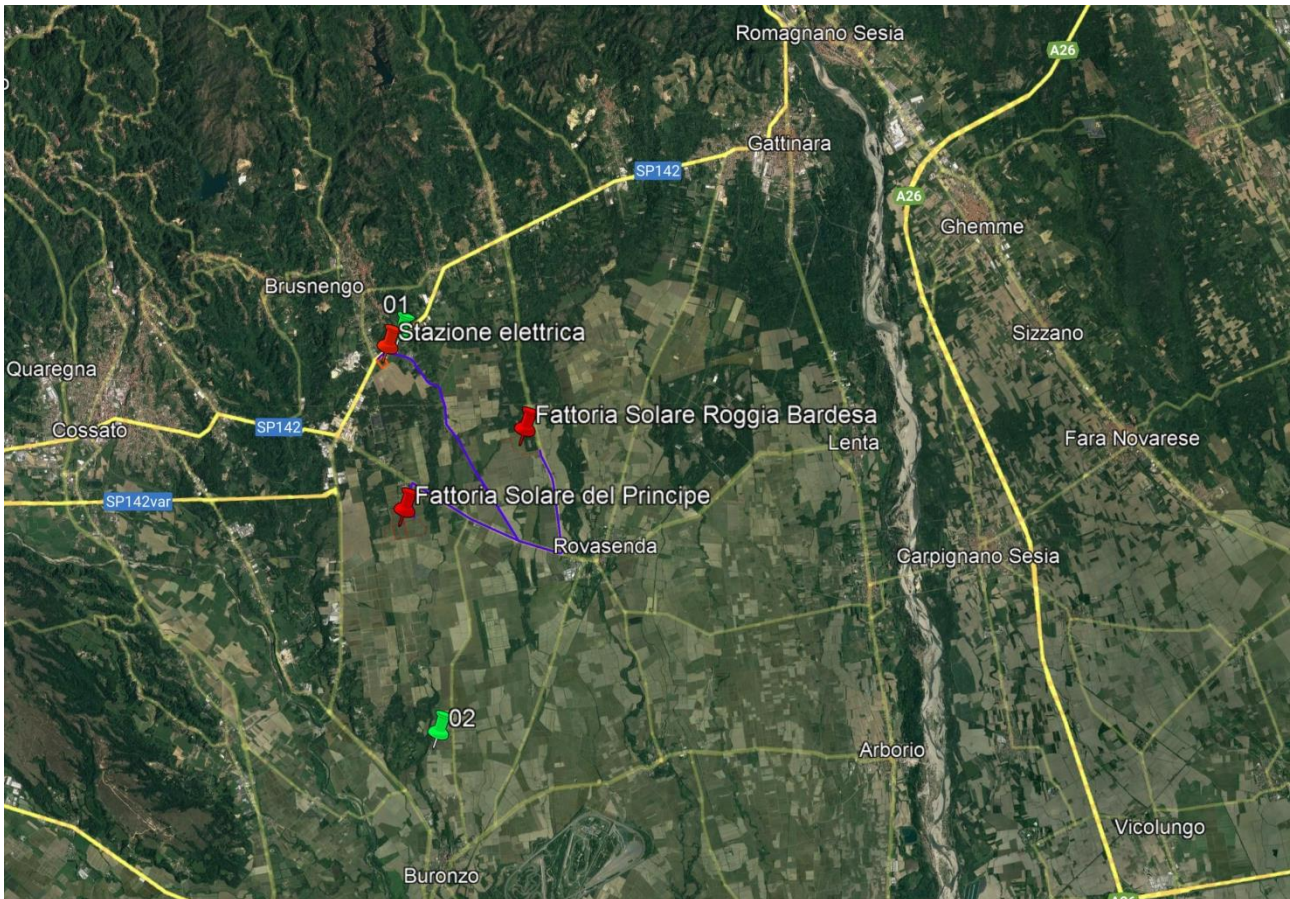 Romagnano Sesia
A26
Gattinara
SP142
A26
Ghemme
Brusnengo
01
Stazione elettrica
Sizzano
Quaregna
Fattoria Solare Roggia Bardesa
SP142
Cossato
Lenta
Fara Novarese
SP142var
Fattoria Solare del Principe
Rovasenda
Carpignano Sesia
02
Arborio
Vicolungo
Buronzo
A26